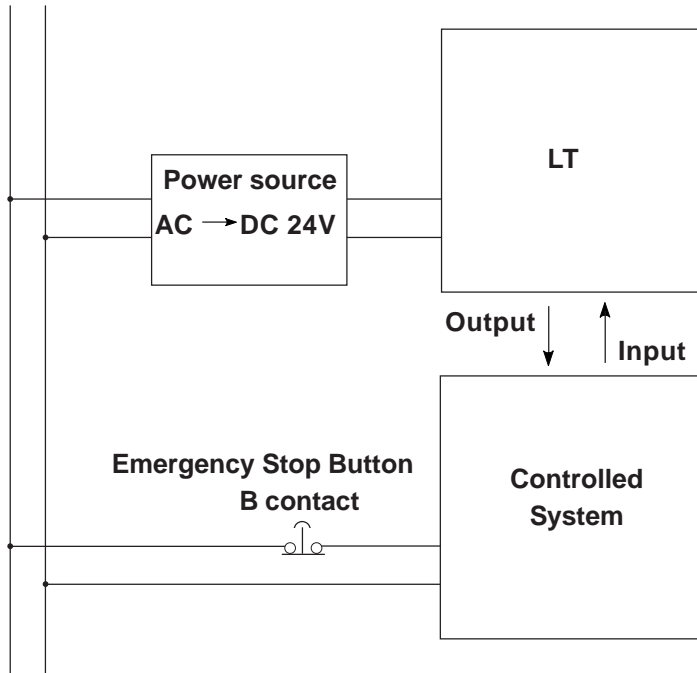 LT
Power source
AC DC 24V
Output
Input
Emergency Stop Button
B contact
Controlled
System